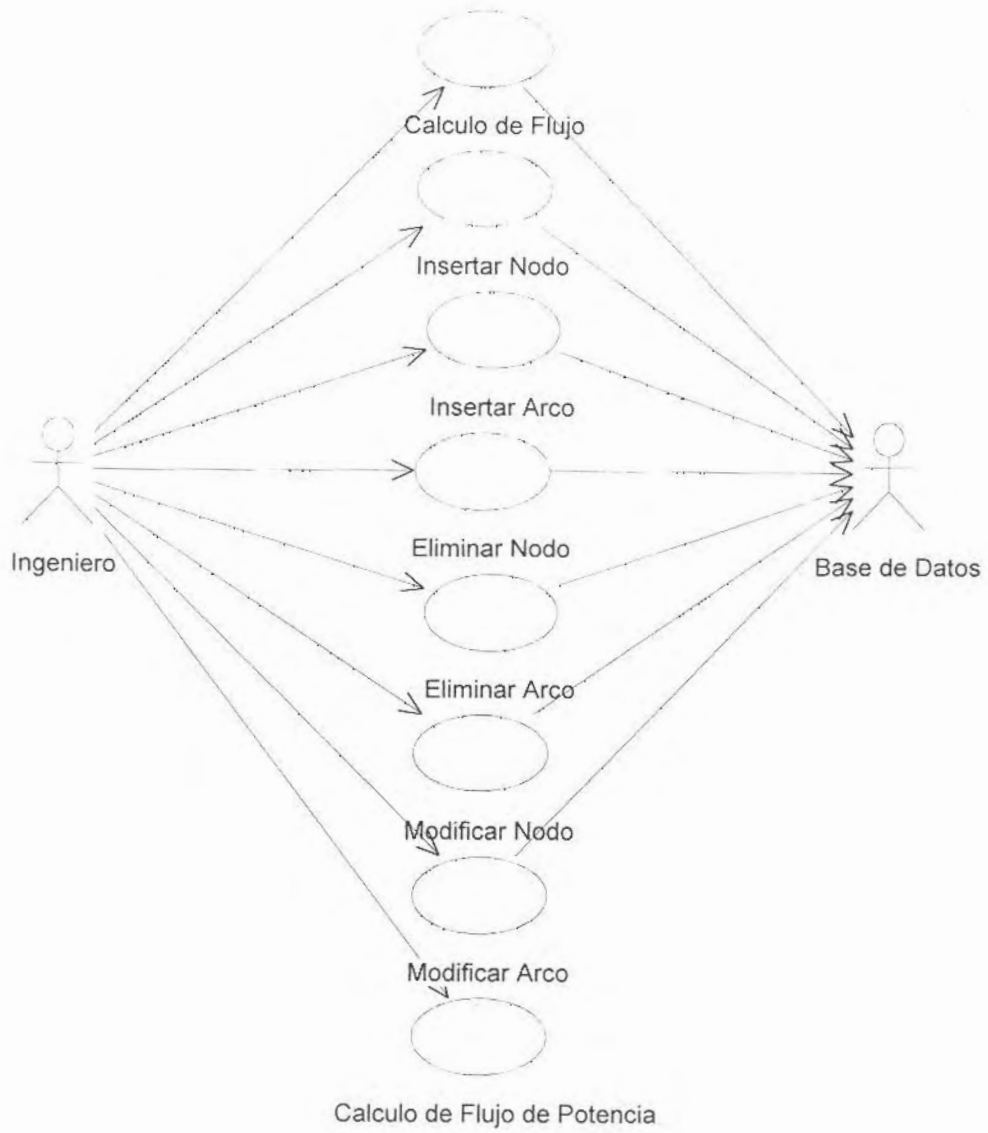 Calculo de Flujo
Insertar Nodo
Insertar Arco
Ingeniero
Eliminar Nodo
Base de Datos
Eliminar Arco
Modificar Nodo
Modificar Arco
Calculo de Flujo de Potencia